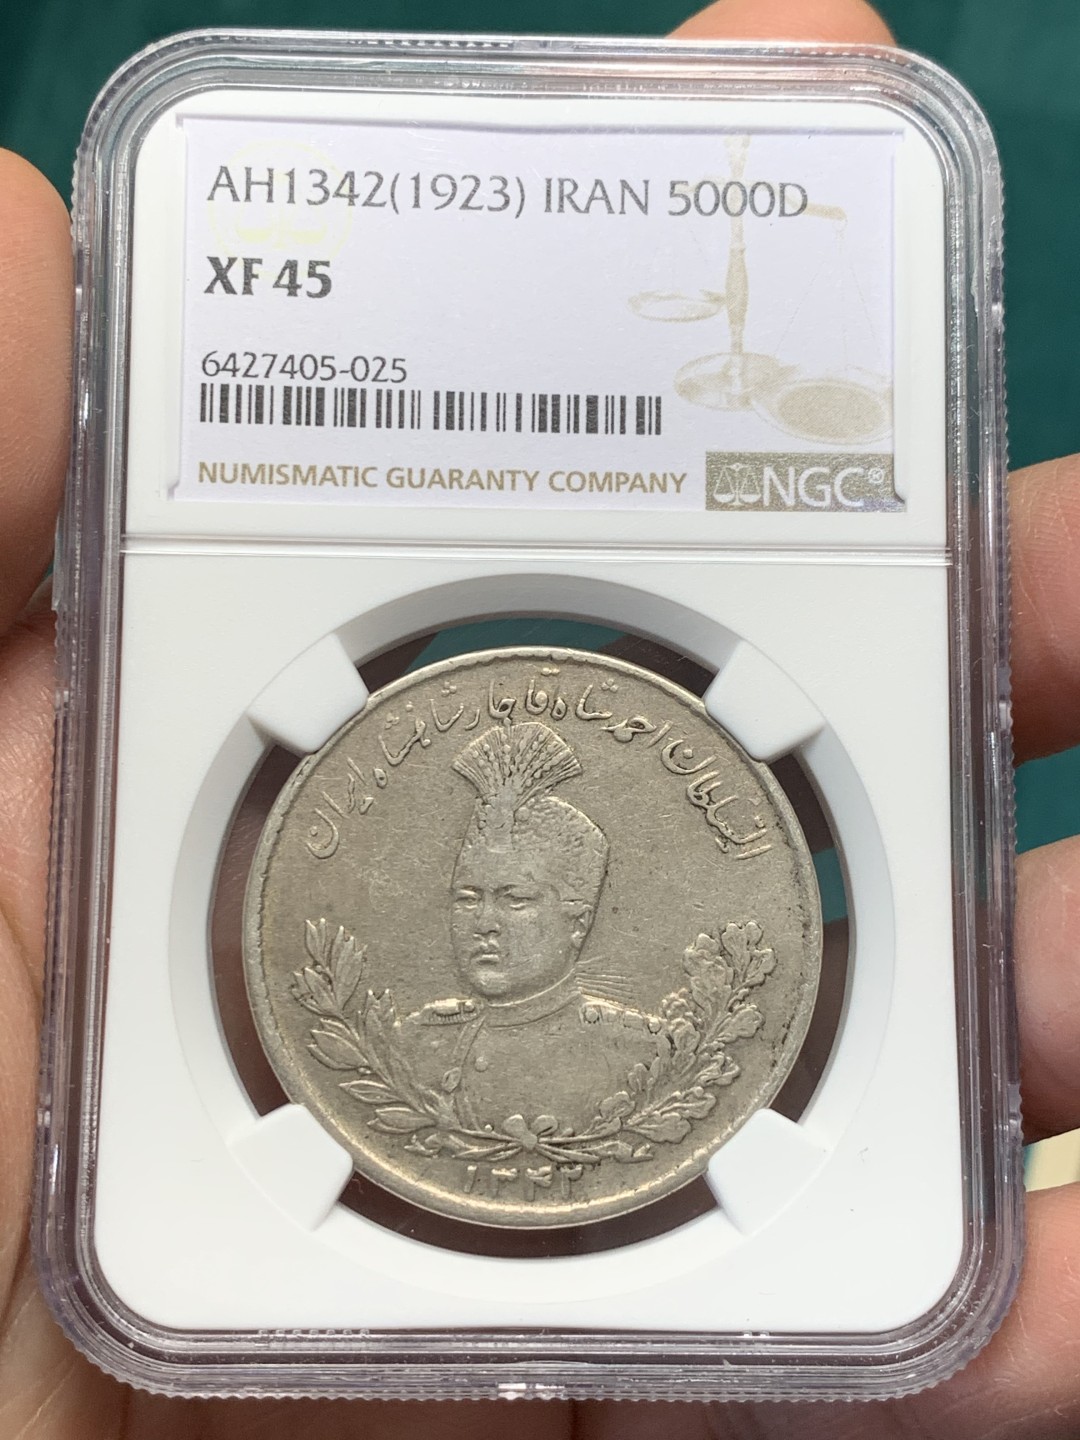 AH1342(1923) IRAN 5000D
XF 45
6427405-025
NUMISMATIC GUARANTY COMPANY NGC®
السلطان احمد شاه قاجار شاهنشاه ایران
۱۳۴۲